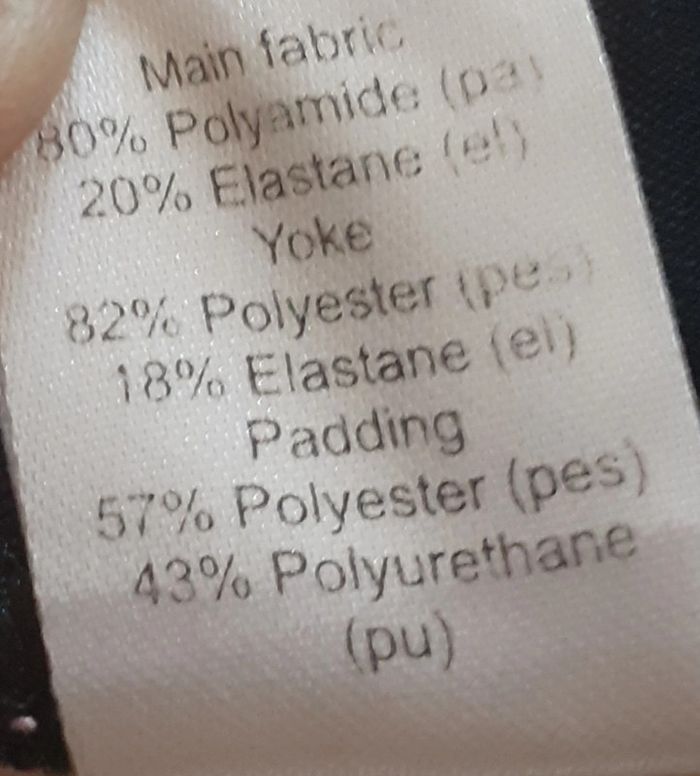 Main fabric
80% Polyamide (pa)
20% Elastane (el)
Yoke
82% Polyester (pes)
18% Elastane (el)
Padding
57% Polyester (pes)
43% Polyurethane
(pu)